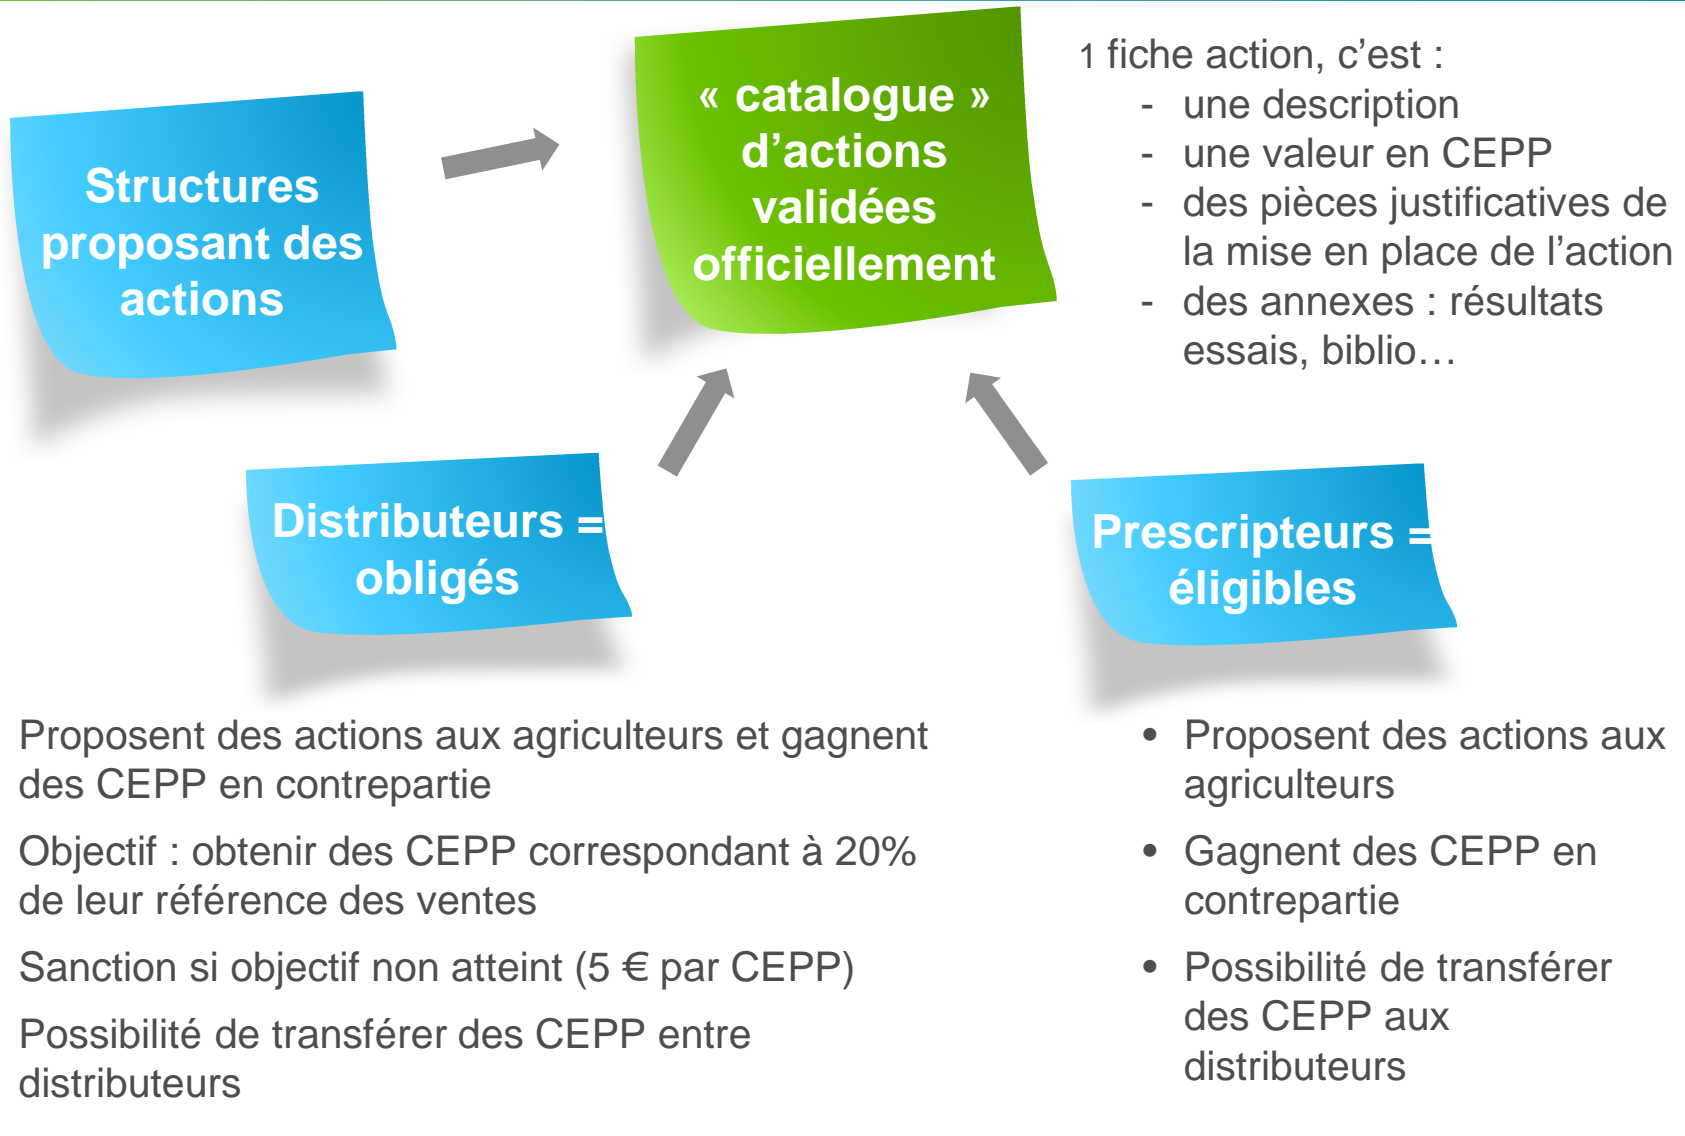 Structures
proposant des
actions
« catalogue »
d’actions
validées
officiellement
1 fiche action, c’est :
- une description
- une valeur en CEPP
- des pièces justificatives de
la mise en place de l’action
- des annexes : résultats
essais, biblio…
Distributeurs =
obligés
Prescripteurs =
éligibles
Proposent des actions aux agriculteurs et gagnent
des CEPP en contrepartie
Objectif : obtenir des CEPP correspondant à 20%
de leur référence des ventes
Sanction si objectif non atteint (5 € par CEPP)
Possibilité de transférer des CEPP entre
distributeurs
• Proposent des actions aux
agriculteurs
• Gagnent des CEPP en
contrepartie
• Possibilité de transférer
des CEPP aux
distributeurs